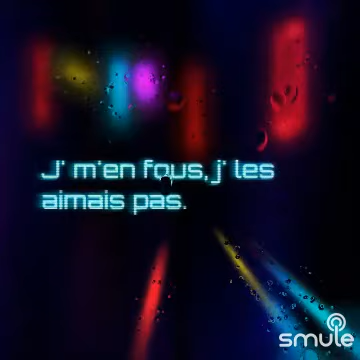 J' m'en fous, j' les
aimais pas.
smule